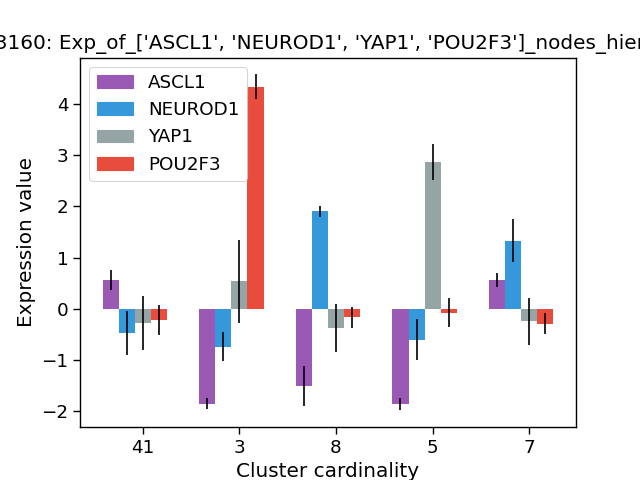 3160: Exp_of_['ASCL1', 'NEUROD1', 'YAP1', 'POU2F3']_nodes_hier
ASCL1
NEUROD1
YAP1
POU2F3
Expression value
4
3
2
1
0
−1
−2
41 3 8 5 7
Cluster cardinality